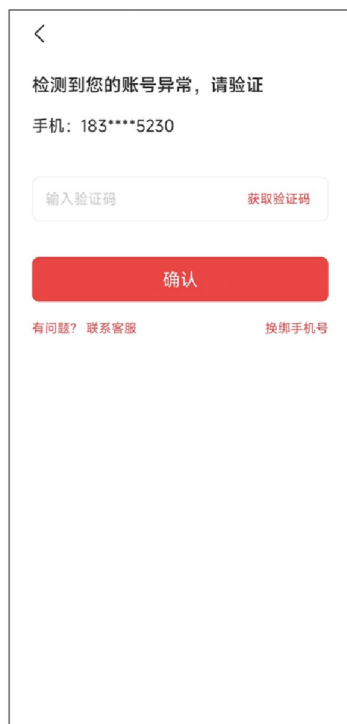 检测到您的账号异常，请验证
手机：183****5230
输入验证码 获取验证码
确认
有问题？ 联系客服 换绑手机号